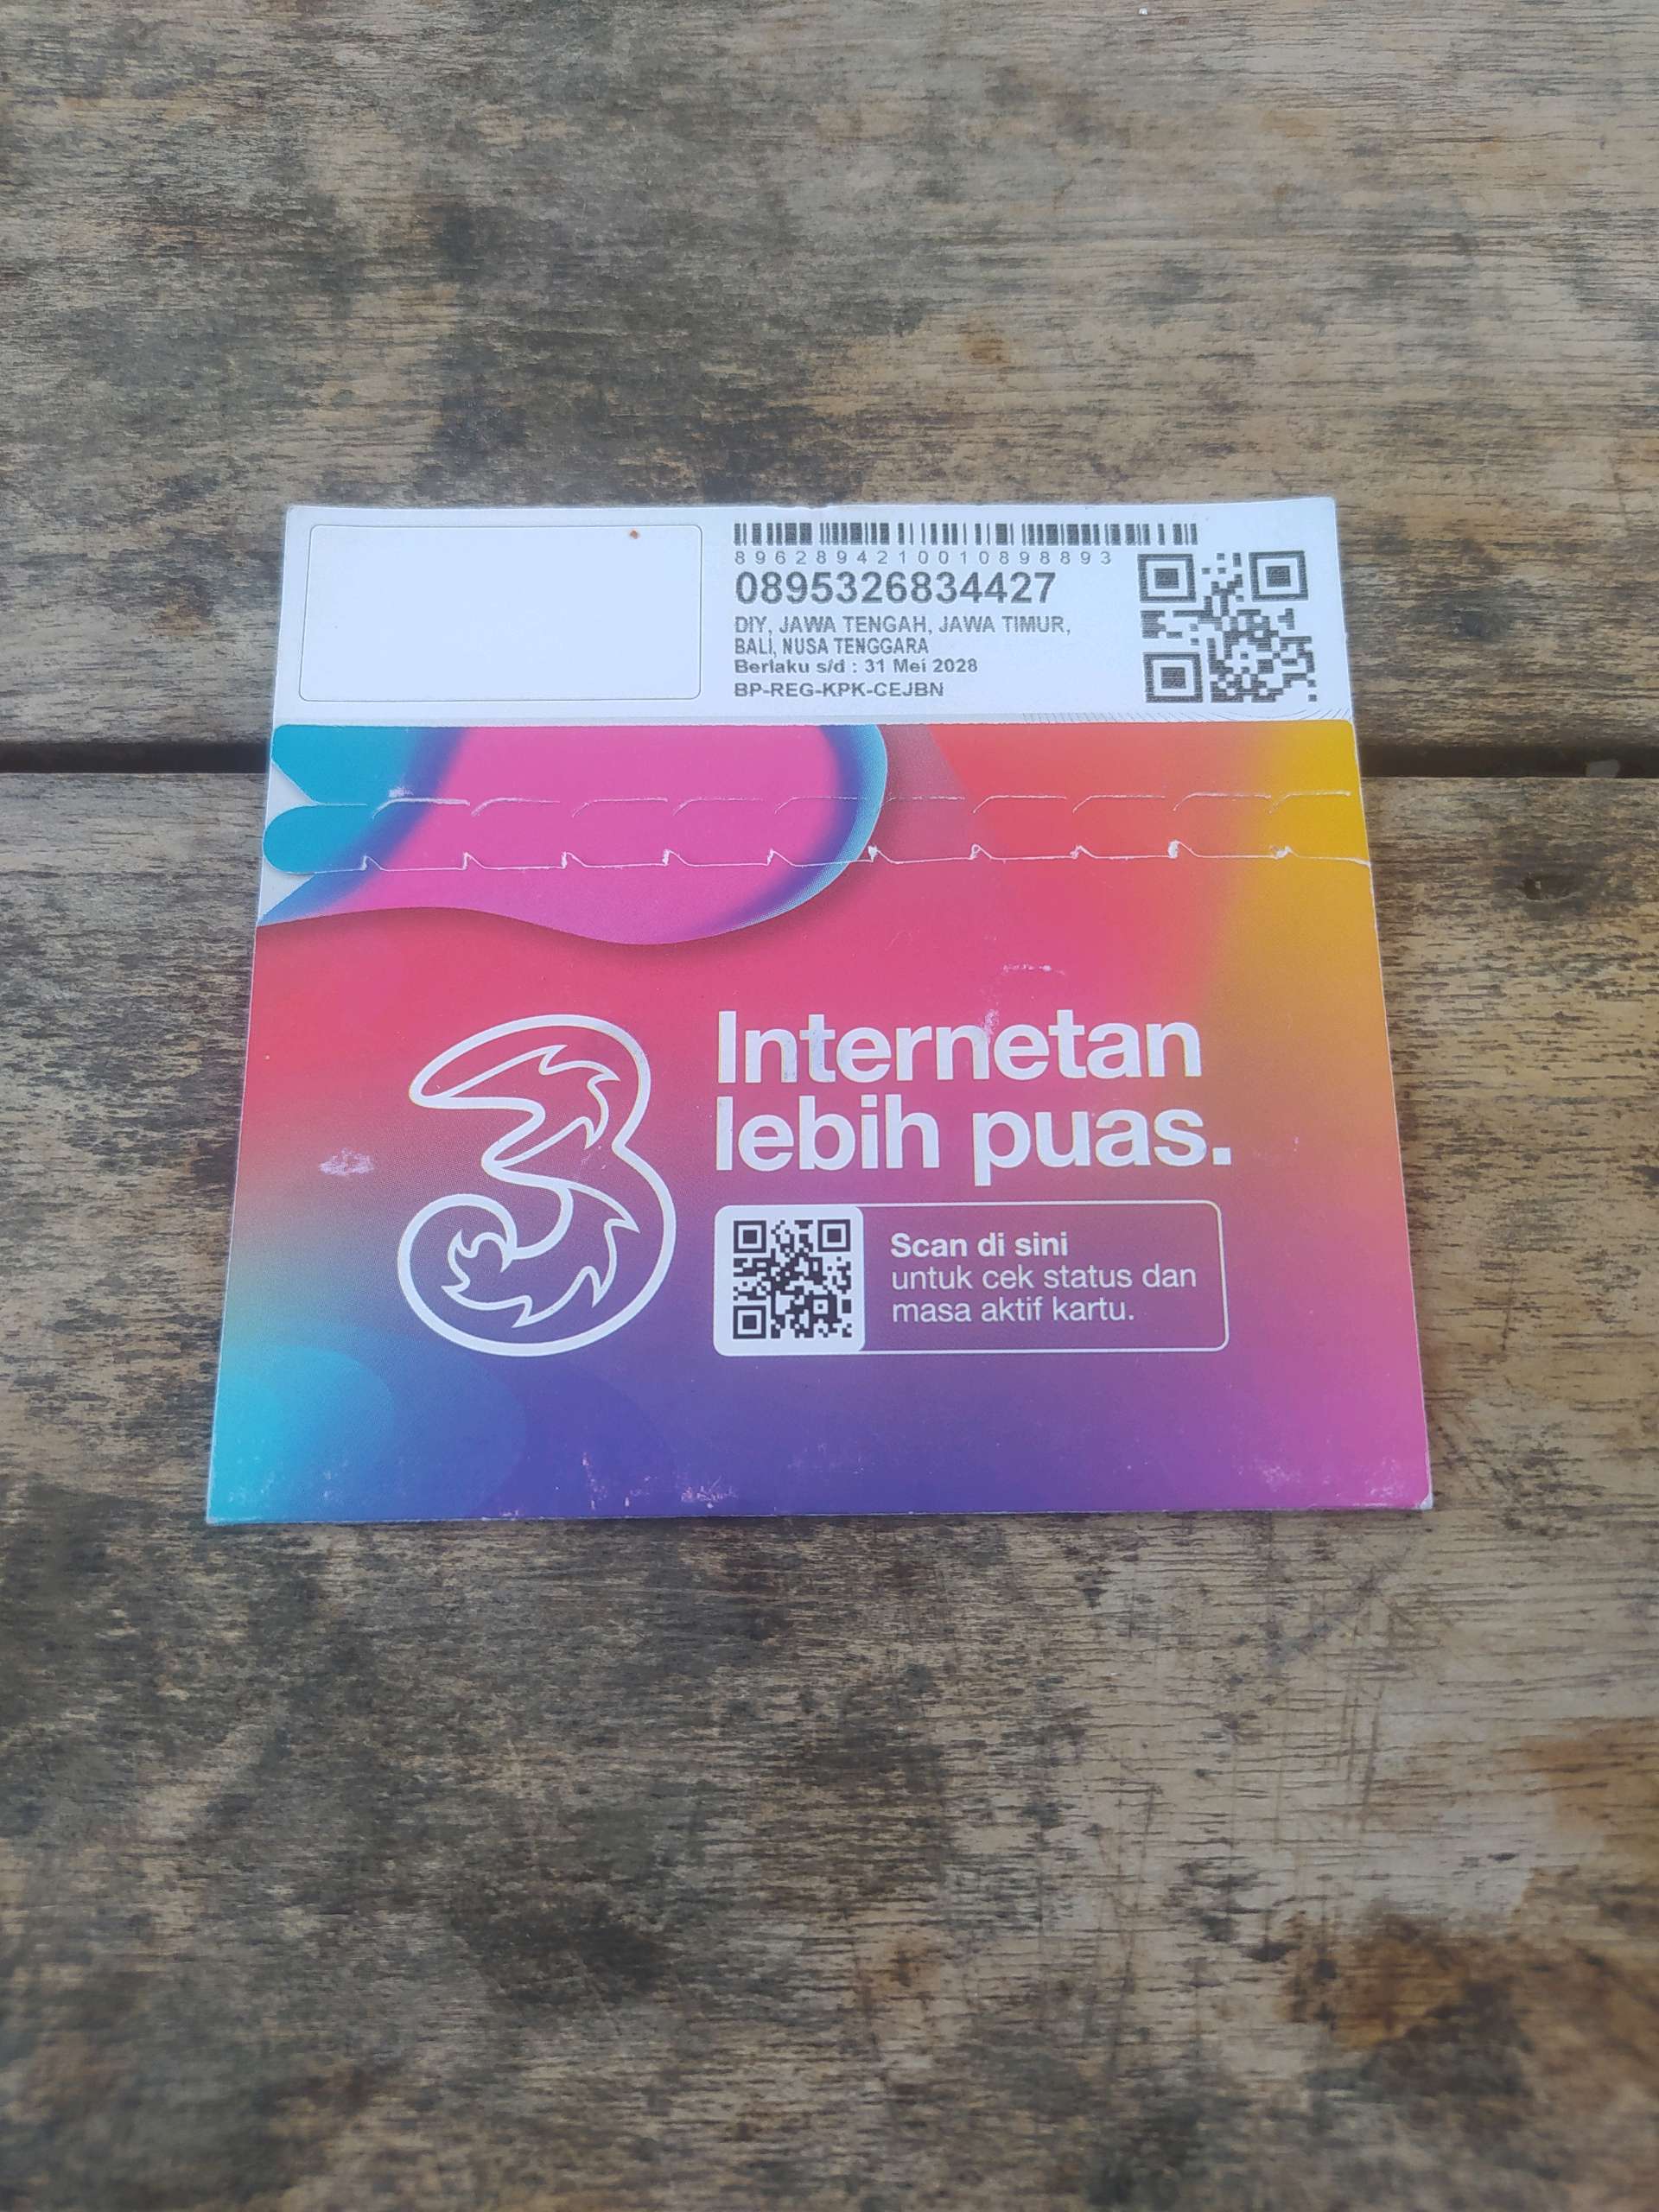 8962894210010898893
0895326834427
DIY, JAWA TENGAH, JAWA TIMUR,
BALI, NUSA TENGGARA
Berlaku s/d : 31 Mei 2028
BP-REG-KPK-CEJBN
3
Internetan
lebih puas.
Scan di sini
untuk cek status dan
masa aktif kartu.